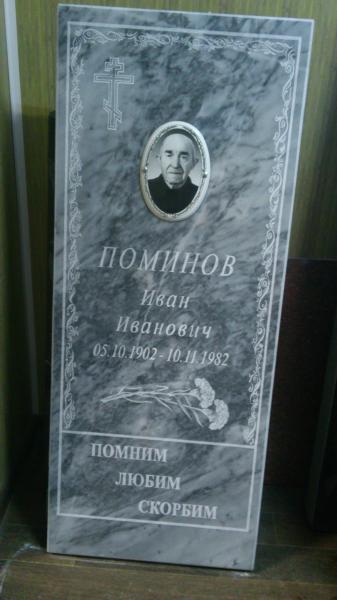 ПОМИНОВ
Иван
Иванович
05.10.1902 - 10.11.1982
ПОМНИМ
ЛЮБИМ
СКОРБИМ